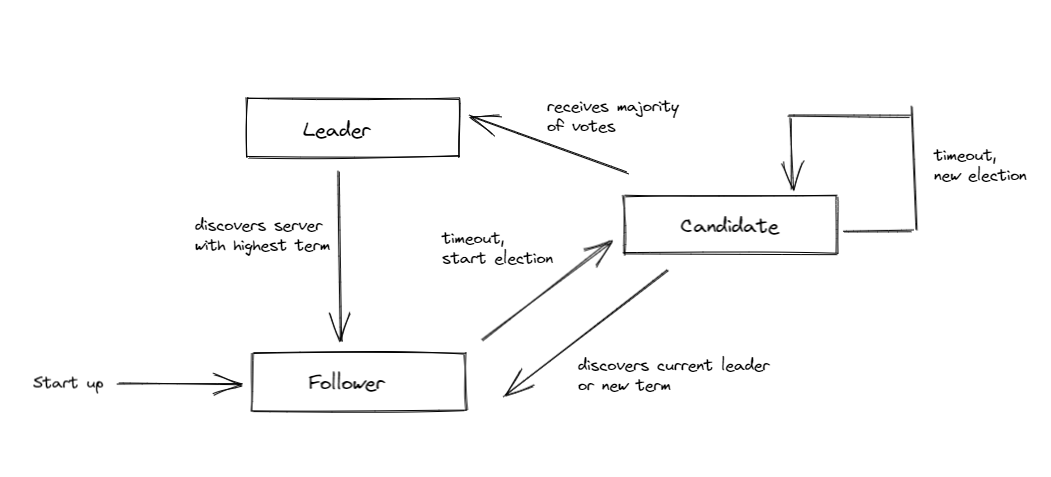 Leader
receives majority
of votes
timeout,
new election
Candidate
discovers server
with highest term
timeout,
start election
discovers current leader
or new term
Start up
Follower